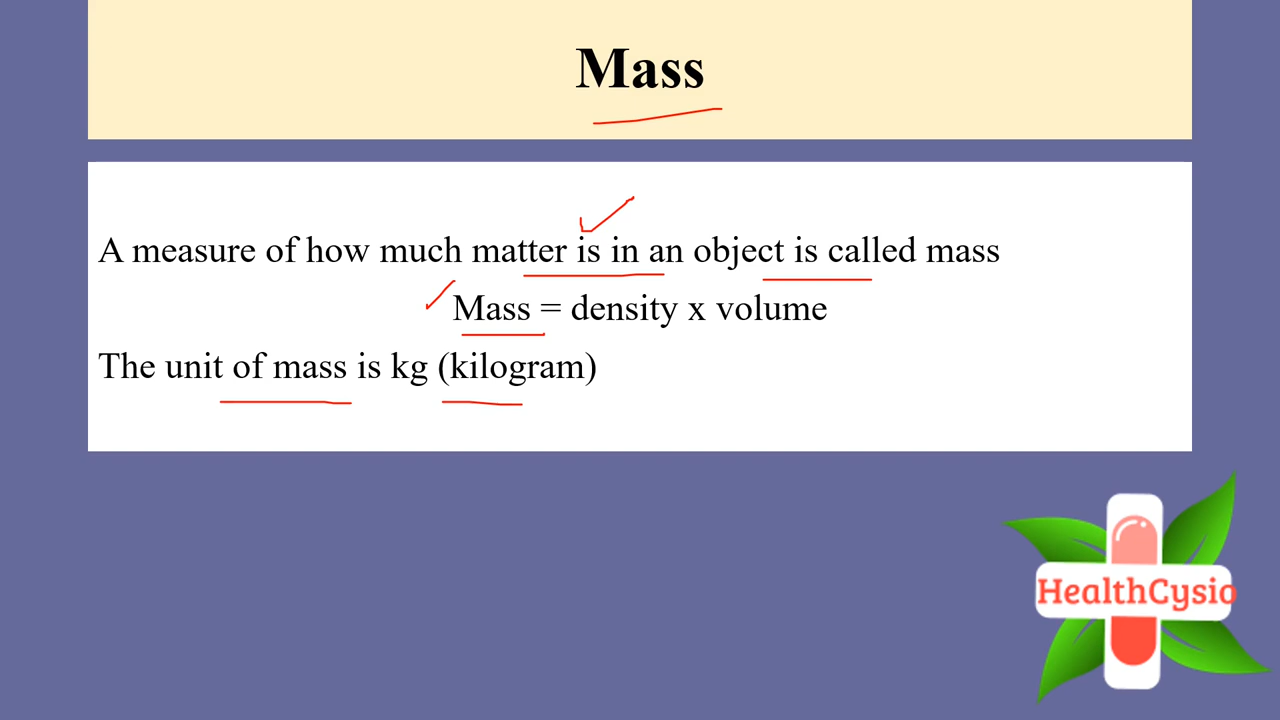 Mass
A measure of how much matter is in an object is called mass
Mass = density x volume
The unit of mass is kg (kilogram)
HealthCysio